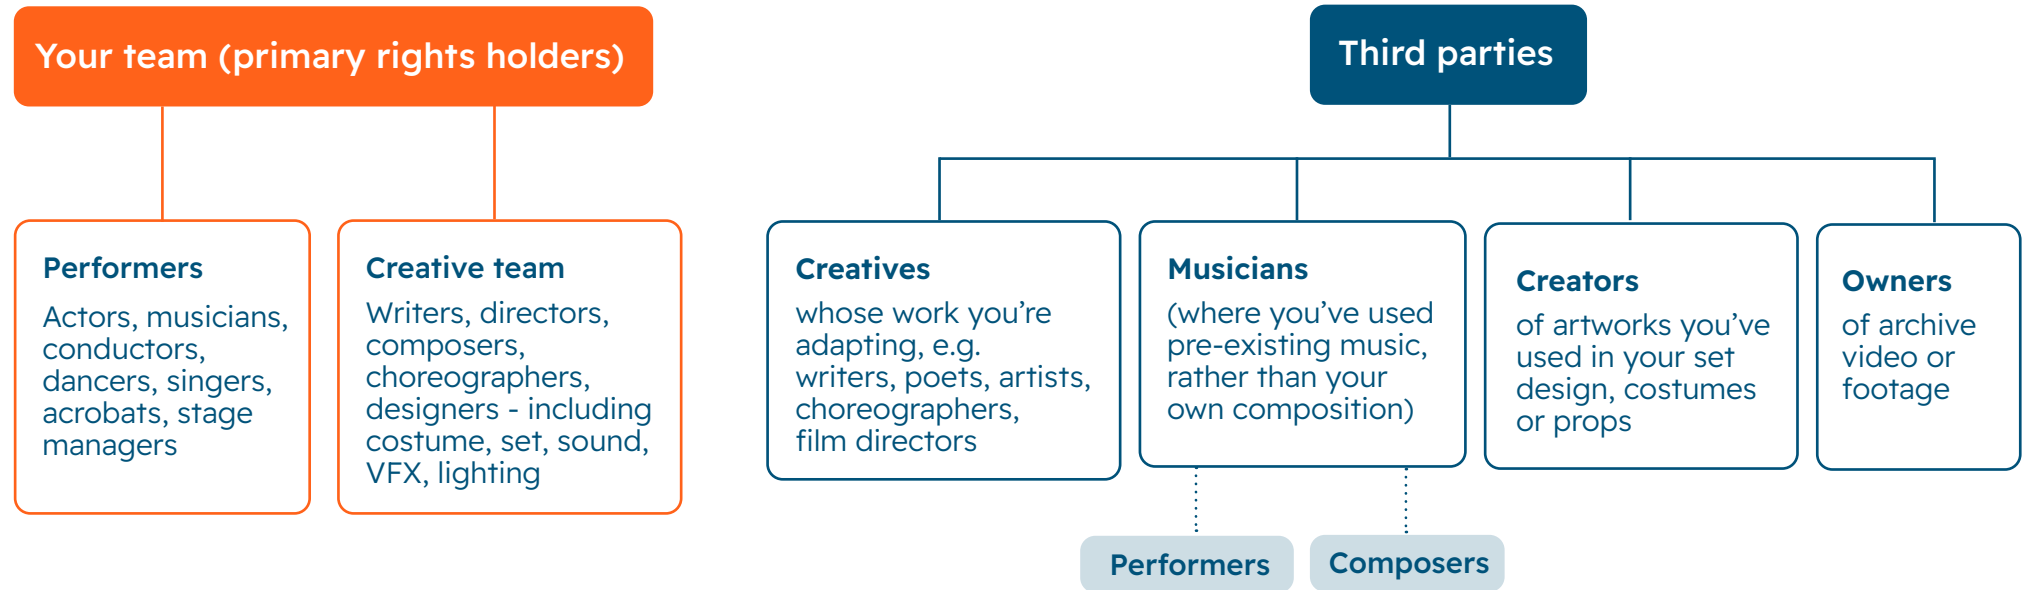 Your team (primary rights holders)
Performers
Actors, musicians,
conductors,
dancers, singers,
acrobats, stage
managers
Creative team
Writers, directors,
composers,
choreographers,
designers - including
costume, set, sound,
VFX, lighting
Third parties
Creatives
whose work you’re
adapting, e.g.
writers, poets, artists,
choreographers,
film directors
Musicians
(where you’ve used
pre-existing music,
rather than your
own composition)
Performers
Composers
Creators
of artworks you’ve
used in your set
design, costumes
or props
Owners
of archive
video or
footage